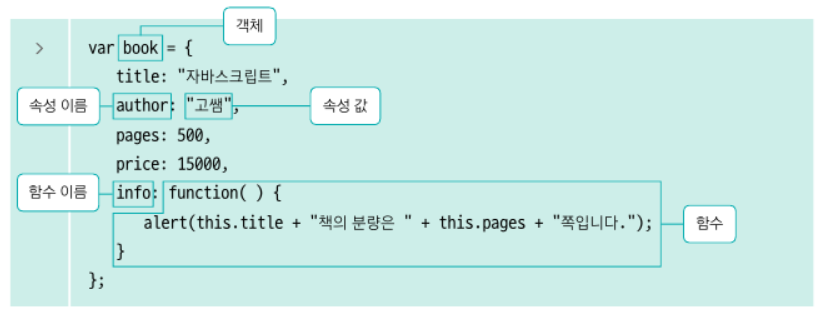 객체
> var book = {
title: "자바스크립트",
속성 이름 author: "고쌤", 속성 값
pages: 500,
price: 15000,
함수 이름 info: function( ) {
alert(this.title + "책의 분량은 " + this.pages + "쪽입니다."); 함수
}
};